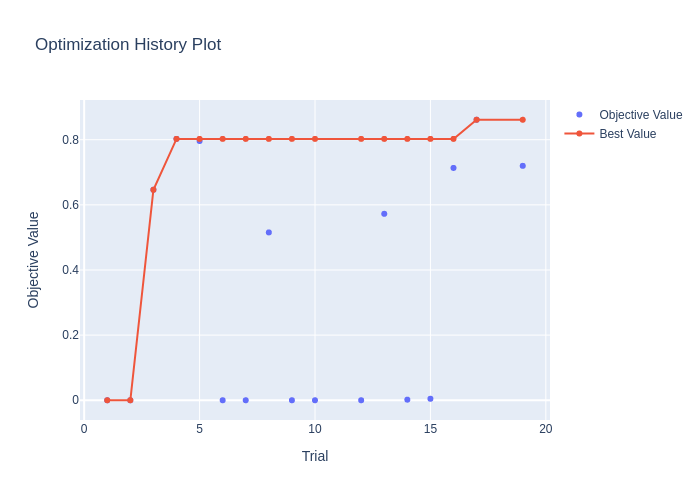 Optimization History Plot
Objective Value
Best Value
0.8
0.6
0.4
0.2
0
Objective Value
0
5
10
15
20
Trial